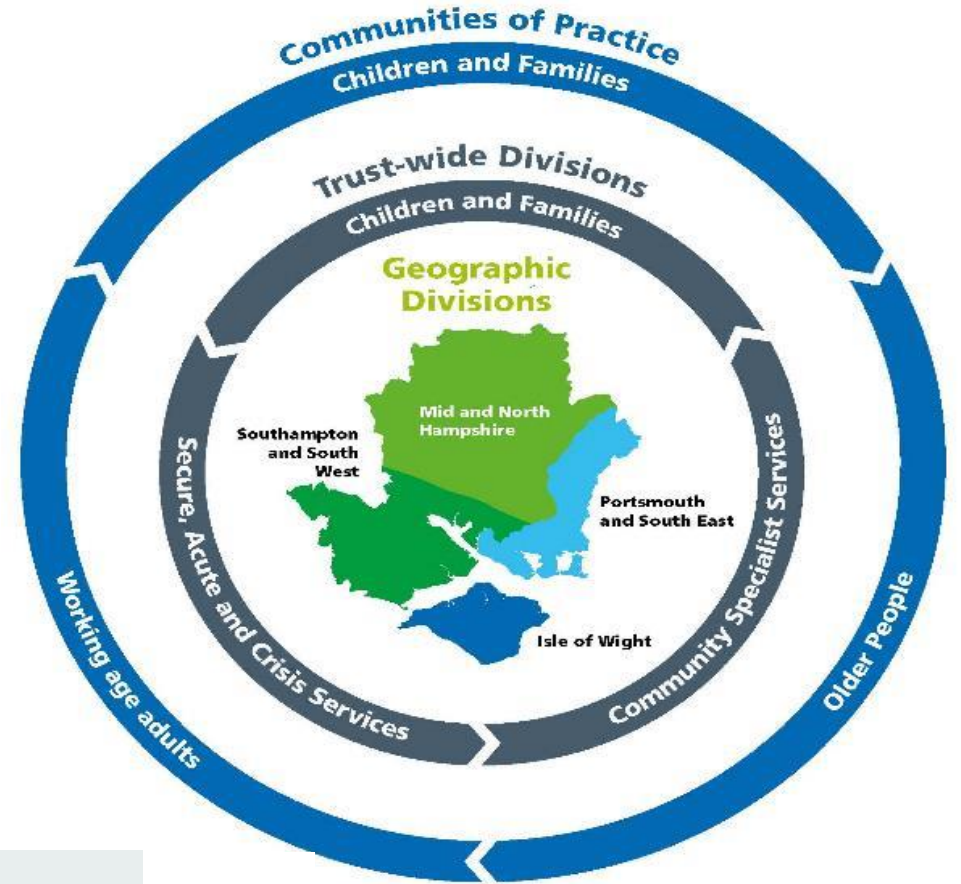 Communities of Practice
Children and Families
Trust-wide Divisions
Children and Families
Geographic
Divisions
Mid and North
Hampshire
Southampton
and South
West
Portsmouth
and South East
Isle of Wight
Secure, Acute and Crisis Services
Community Specialist Services
Working age adults
Older People